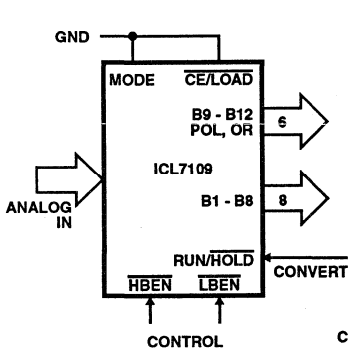 GND
MODE CE/LOAD
B9 - B12
POL, OR
6
ICL7109
ANALOG
IN
B1 - B8
8
RUN/HOLD
CONVERT
HBEN LBEN
CONTROL
C